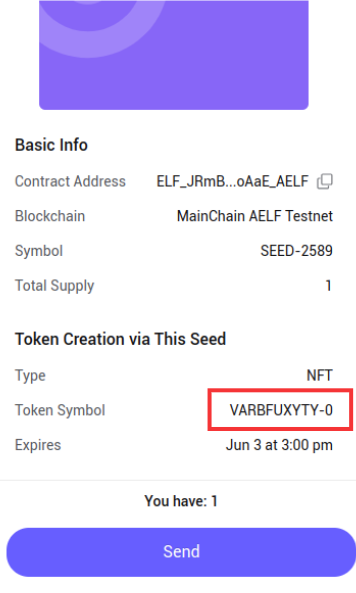 Basic Info
Contract Address ELF_JRmB...oAaE_AELF
Blockchain MainChain AELF Testnet
Symbol SEED-2589
Total Supply 1
Token Creation via This Seed
Type NFT
Token Symbol VARBFUXYTY-0
Expires Jun 3 at 3:00 pm
You have: 1
Send